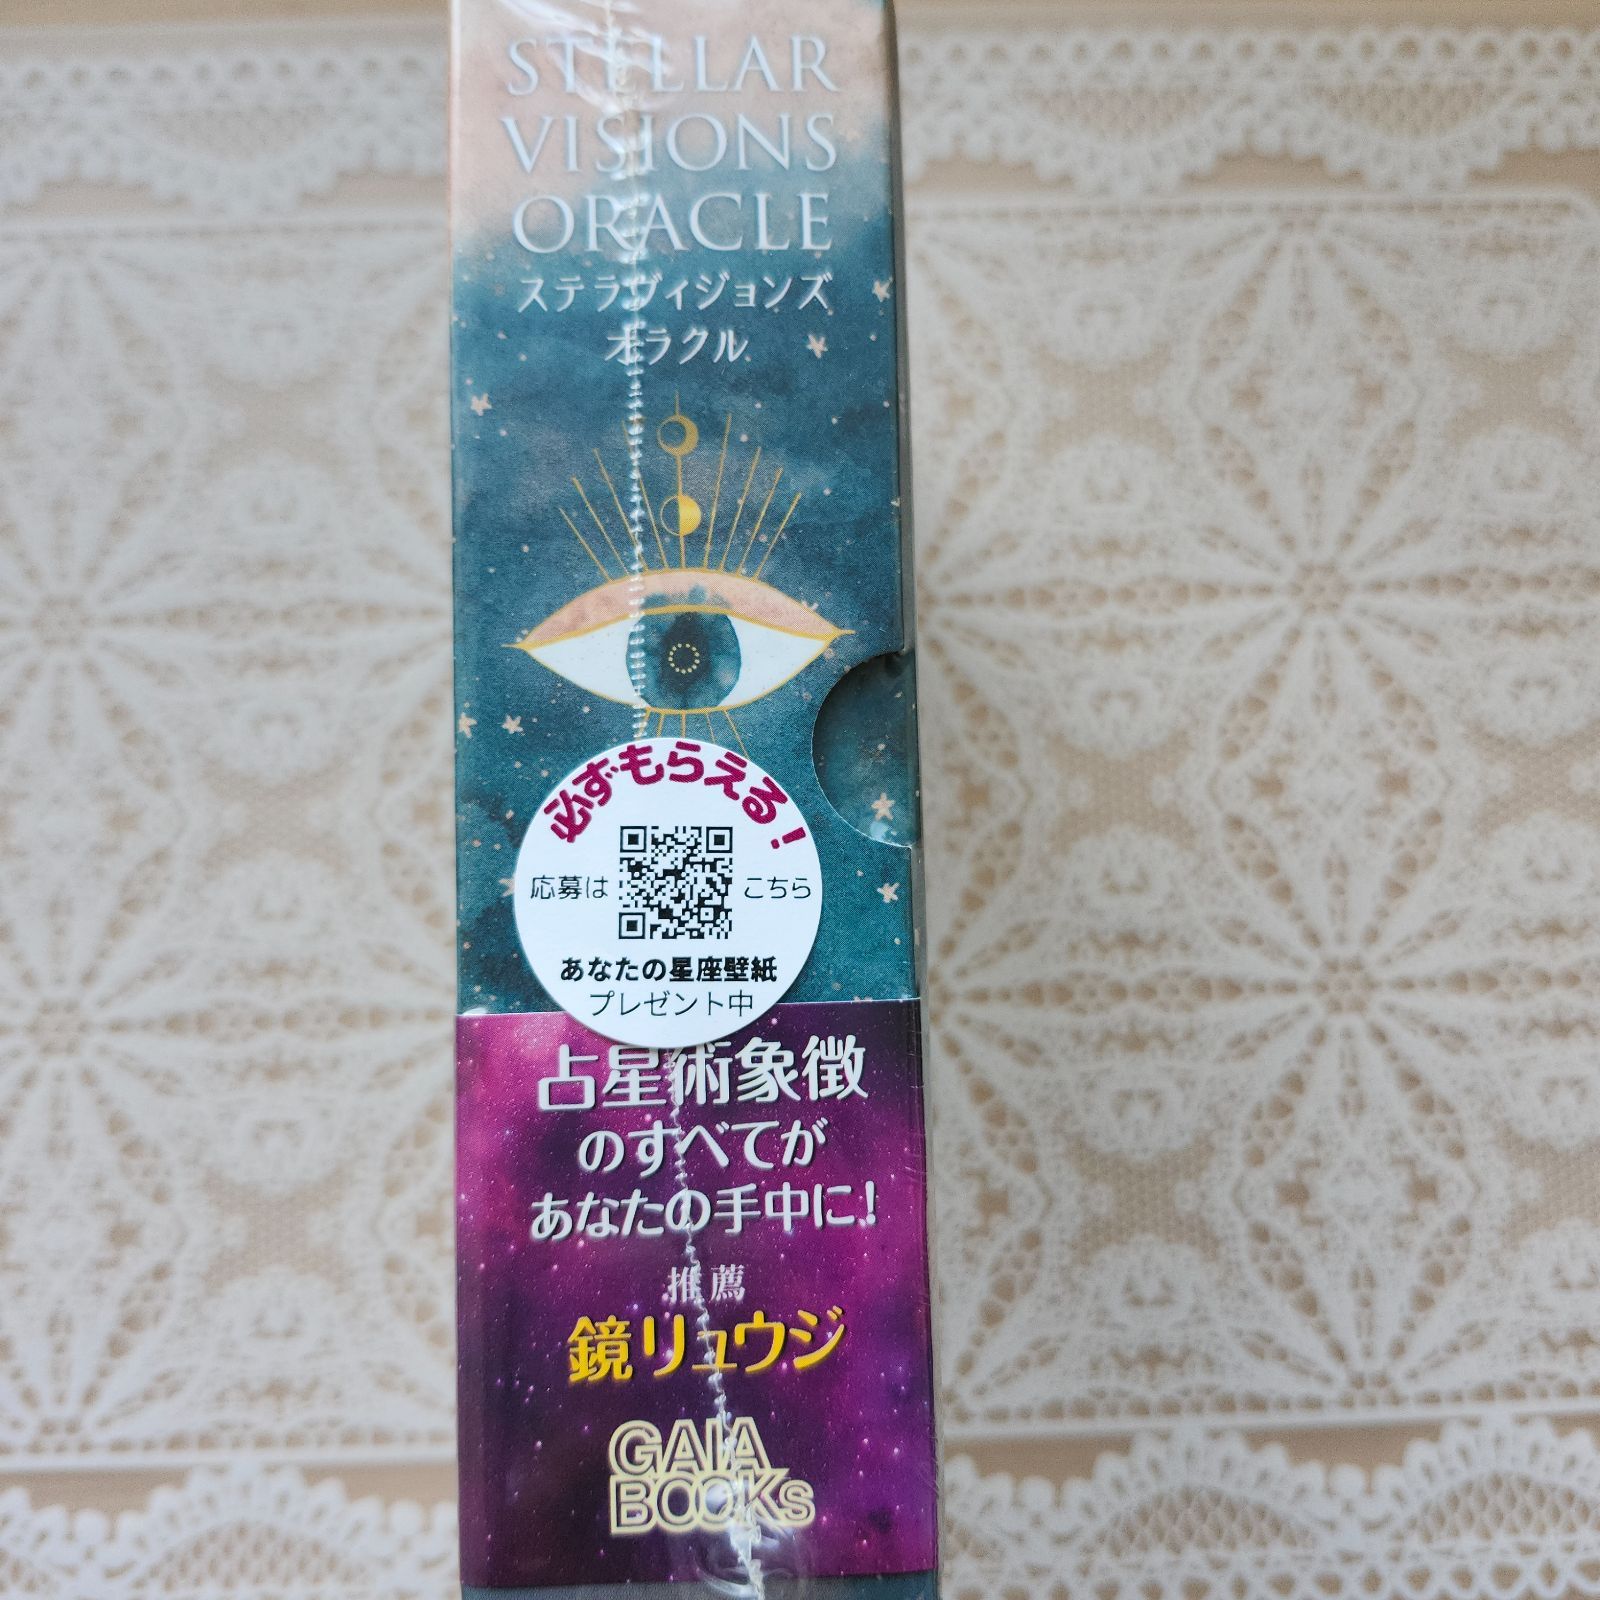 STELLAR
VISIONS
ORACLE
ステラヴィジョンズ
オラクル
必ずもらえる!
応募は こちら
あなたの星座壁紙
プレゼント中
占星術象徴
のすべてが
あなたの手中に!
推薦
鏡リュウジ
GAIA
BOOKS